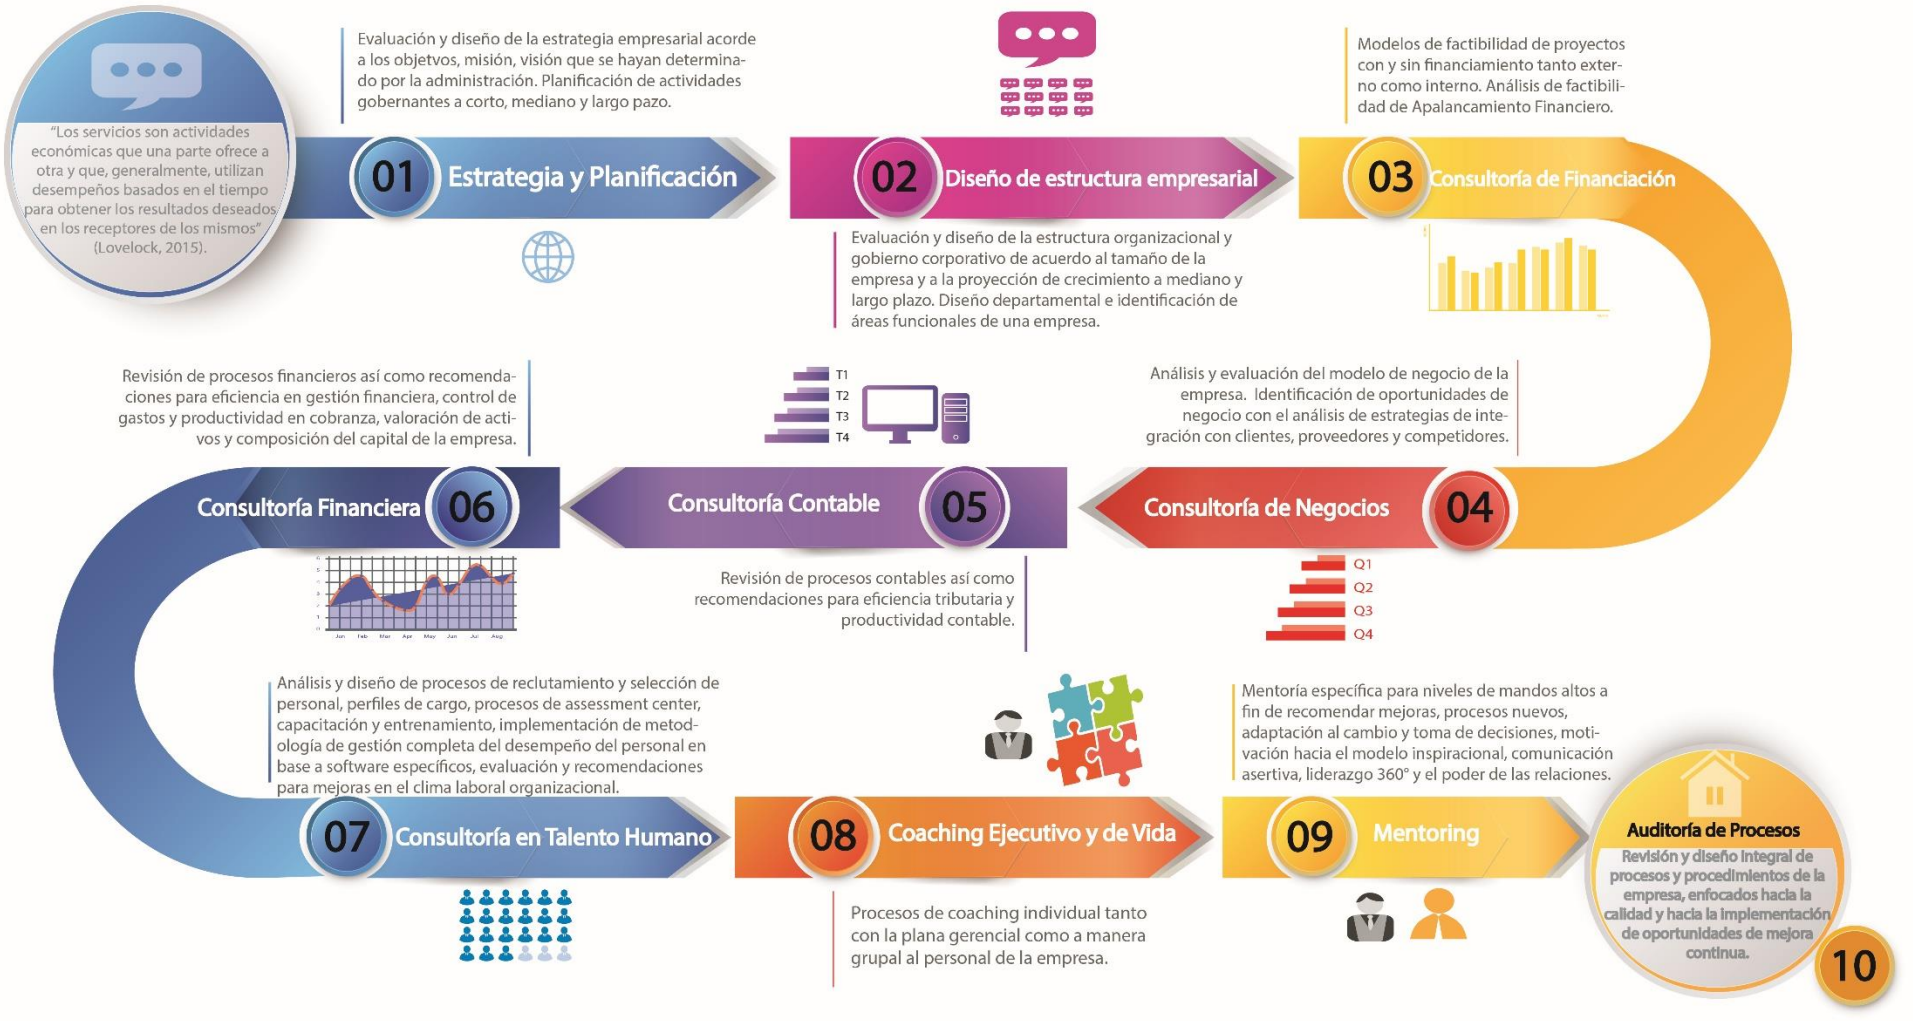 “Los servicios son actividades
económicas que una parte ofrece a
otra y que, generalmente, utilizan
desempeños basados en el tiempo
para obtener los resultados deseados
en los receptores de los mismos”
(Lovelock, 2015).
Evaluación y diseño de la estrategia empresarial acorde
a los objetvos, misión, visión que se hayan determina-
do por la administración. Planificación de actividades
gobernantes a corto, mediano y largo pazo.
01
Estrategia y Planificación
02
Diseño de estructura empresarial
Evaluación y diseño de la estructura organizacional y
gobierno corporativo de acuerdo al tamaño de la
empresa y a la proyección de crecimiento a mediano y
largo plazo. Diseño departamental e identificación de
áreas funcionales de una empresa.
Modelos de factibilidad de proyectos
con y sin financiamiento tanto exter-
no como interno. Análisis de factibili-
dad de Apalancamiento Financiero.
03
Consultoría de Financiación
Análisis y evaluación del modelo de negocio de la
empresa. Identificación de oportunidades de
negocio con el análisis de estrategias de inte-
gración con clientes, proveedores y competidores.
Consultoría de Negocios
04
Q1
Q2
Q3
Q4
T1
T2
T3
T4
Consultoría Contable
05
Revisión de procesos contables así como
recomendaciones para eficiencia tributaria y
productividad contable.
Revisión de procesos financieros así como recomenda-
ciones para eficiencia en gestión financiera, control de
gastos y productividad en cobranza, valoración de acti-
vos y composición del capital de la empresa.
Consultoría Financiera
06
Jan Feb Mar Apr May Jun Jul Aug
Análisis y diseño de procesos de reclutamiento y selección de
personal, perfiles de cargo, procesos de assessment center,
capacitación y entrenamiento, implementación de metod-
ología de gestión completa del desempeño del personal en
base a software específicos, evaluación y recomendaciones
para mejoras en el clima laboral organizacional.
07
Consultoría en Talento Humano
08
Coaching Ejecutivo y de Vida
Procesos de coaching individual tanto
con la plana gerencial como a manera
grupal al personal de la empresa.
Mentoría específica para niveles de mandos altos a
fin de recomendar mejoras, procesos nuevos,
adaptación al cambio y toma de decisiones, moti-
vación hacia el modelo inspiracional, comunicación
asertiva, liderazgo 360° y el poder de las relaciones.
09
Mentoring
Auditoría de Procesos
Revisión y diseño integral de
procesos y procedimientos de la
empresa, enfocados hacia la
calidad y hacia la implementación
de oportunidades de mejora
continua.
10